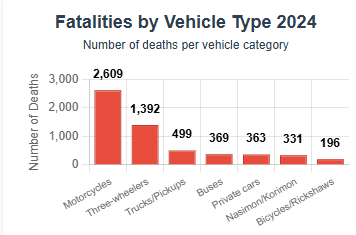 Fatalities by Vehicle Type 2024
Number of deaths per vehicle category
Number of Deaths
3,000
2,000
1,000
0
2,609
1,392
499
369
363
331
196
Motorcycles
Three-wheelers
Trucks/Pickups
Buses
Private cars
Nasimon/Korimon
Bicycles/Rickshaws